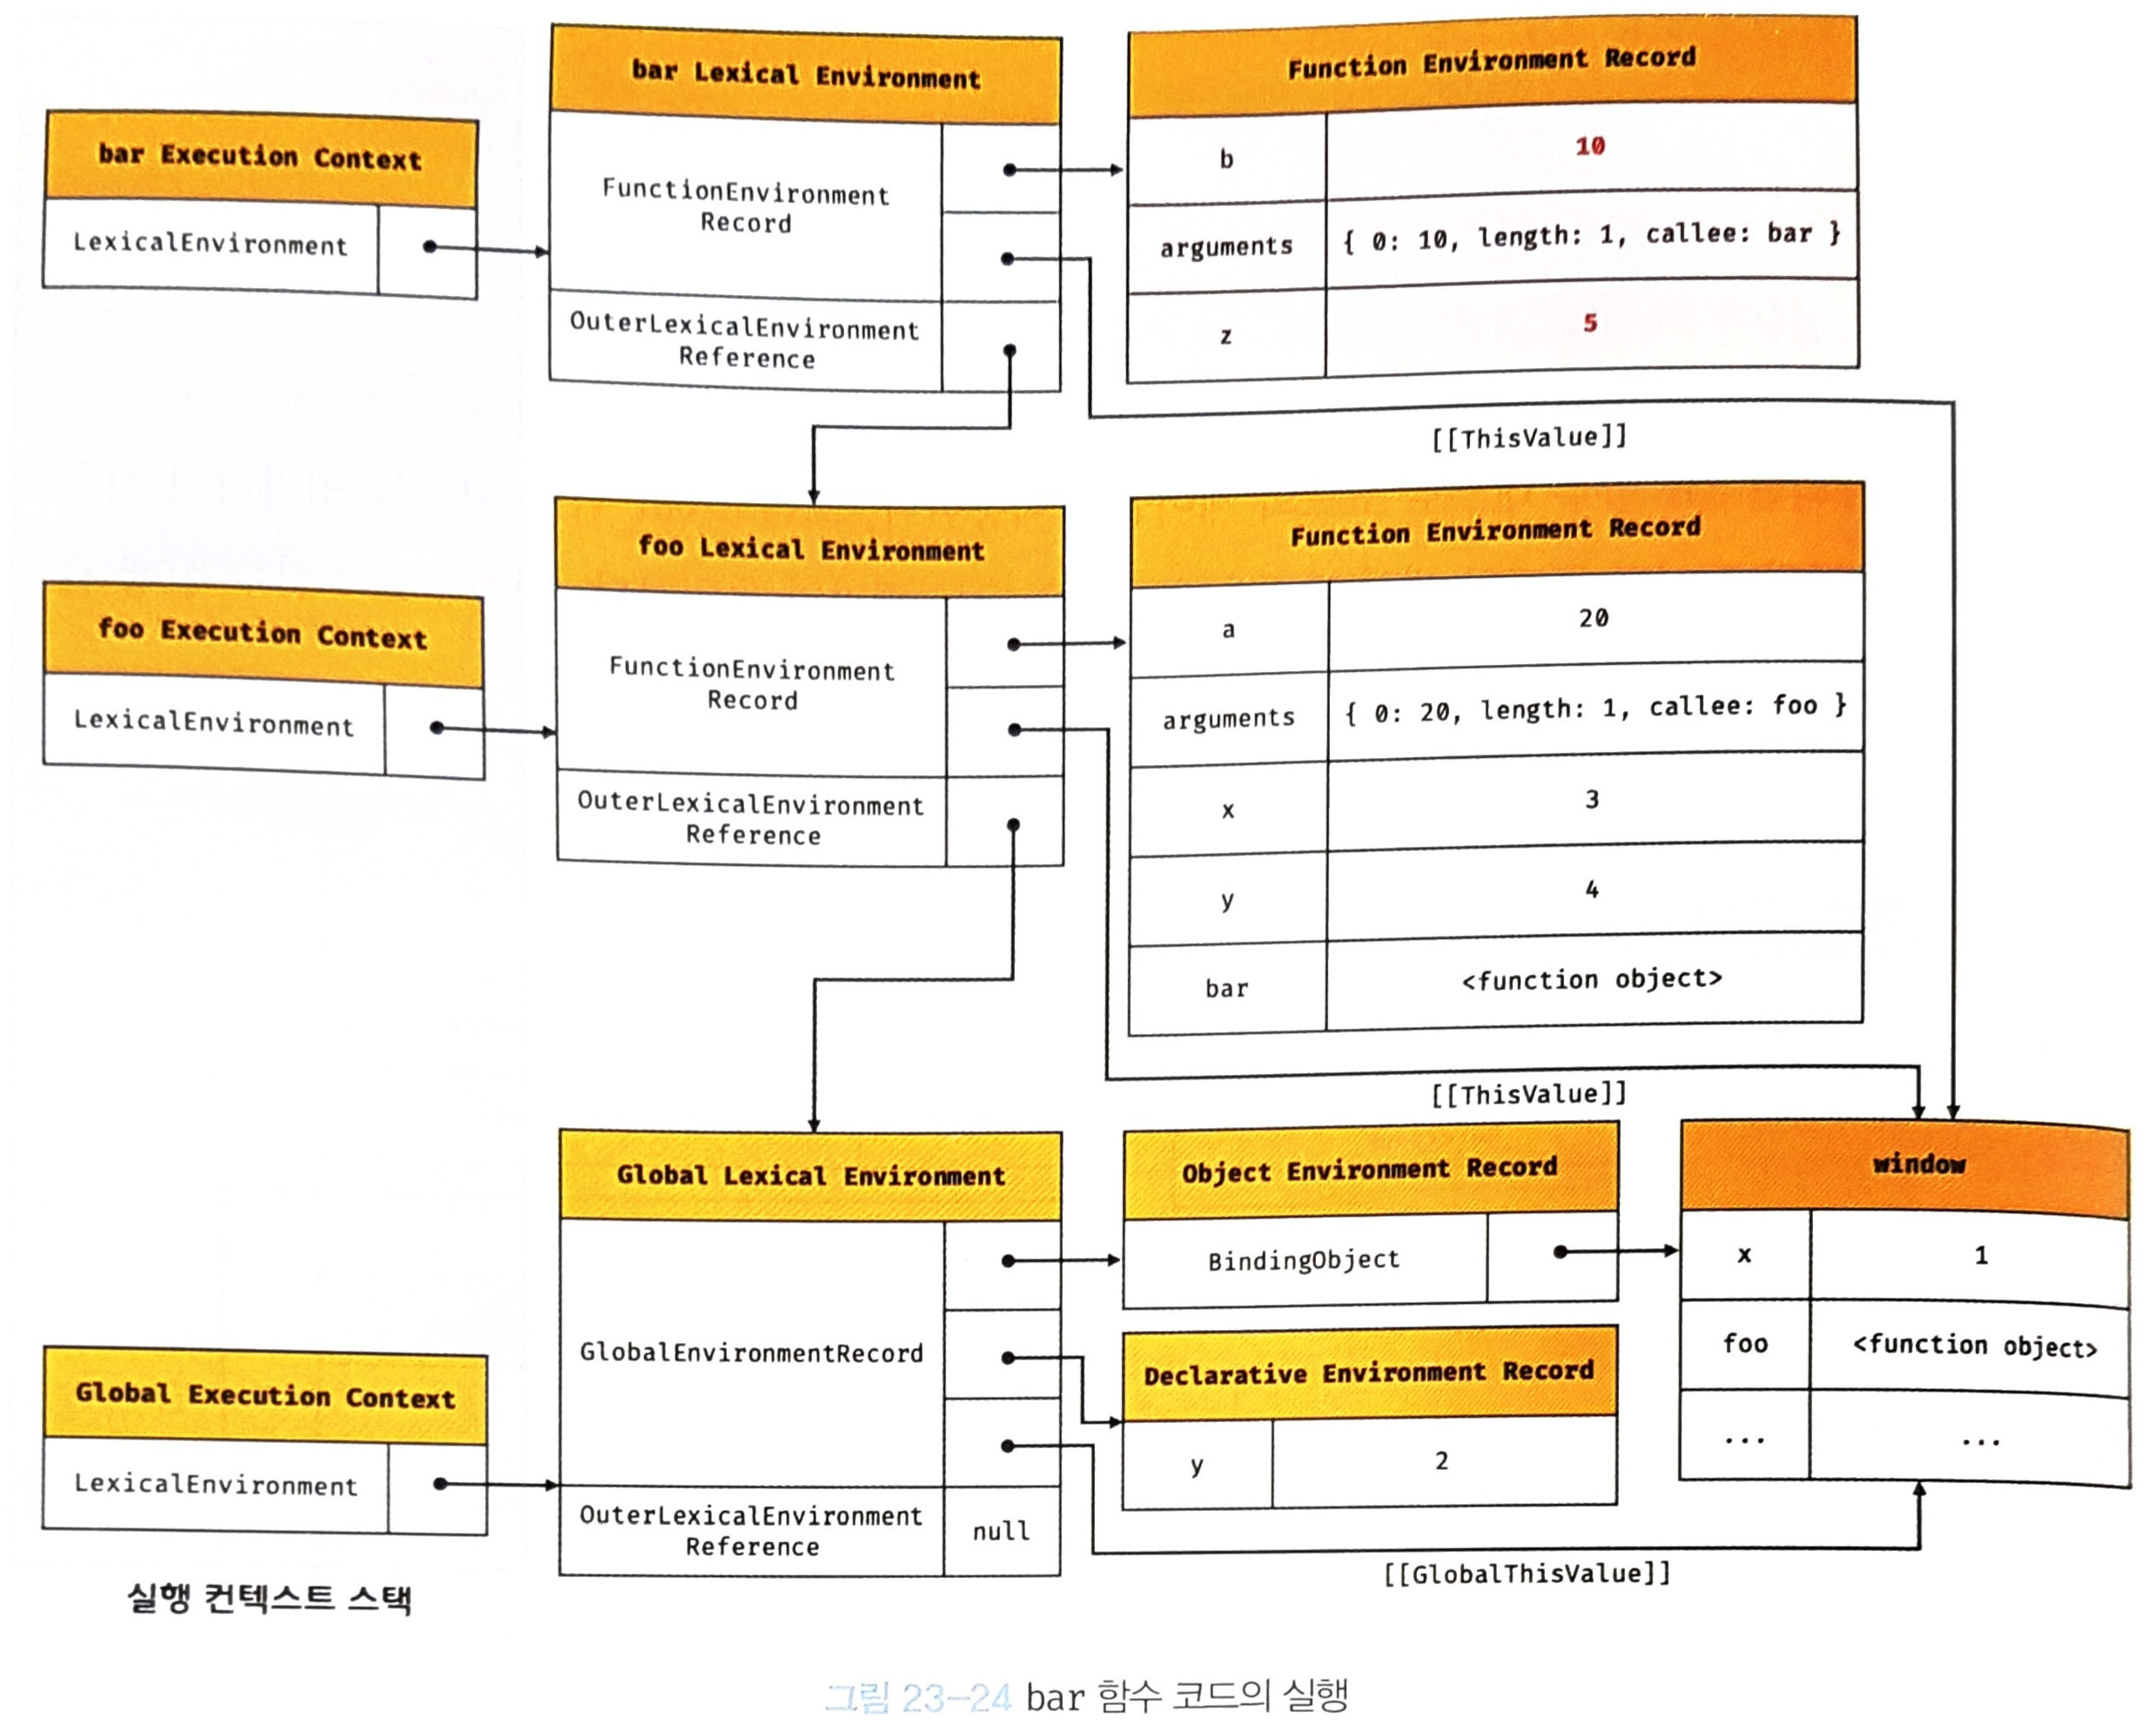 bar Execution Context
LexicalEnvironment
bar Lexical Environment
FunctionEnvironment
Record
OuterLexicalEnvironment
Reference
Function Environment Record
b 10
arguments { 0: 10, length: 1, callee: bar }
z 5
[[ThisValue]]
foo Execution Context
LexicalEnvironment
foo Lexical Environment
FunctionEnvironment
Record
OuterLexicalEnvironment
Reference
Function Environment Record
a 20
arguments { 0: 20, length: 1, callee: foo }
x 3
y 4
bar <function object>
[[ThisValue]]
Global Execution Context
LexicalEnvironment
Global Lexical Environment
GlobalEnvironmentRecord
OuterLexicalEnvironment
Reference
null
Object Environment Record
BindingObject
Declarative Environment Record
y 2
window
x 1
foo <function object>
... ...
[[GlobalThisValue]]
실행 컨텍스트 스택
그림 23-24 bar 함수 코드의 실행